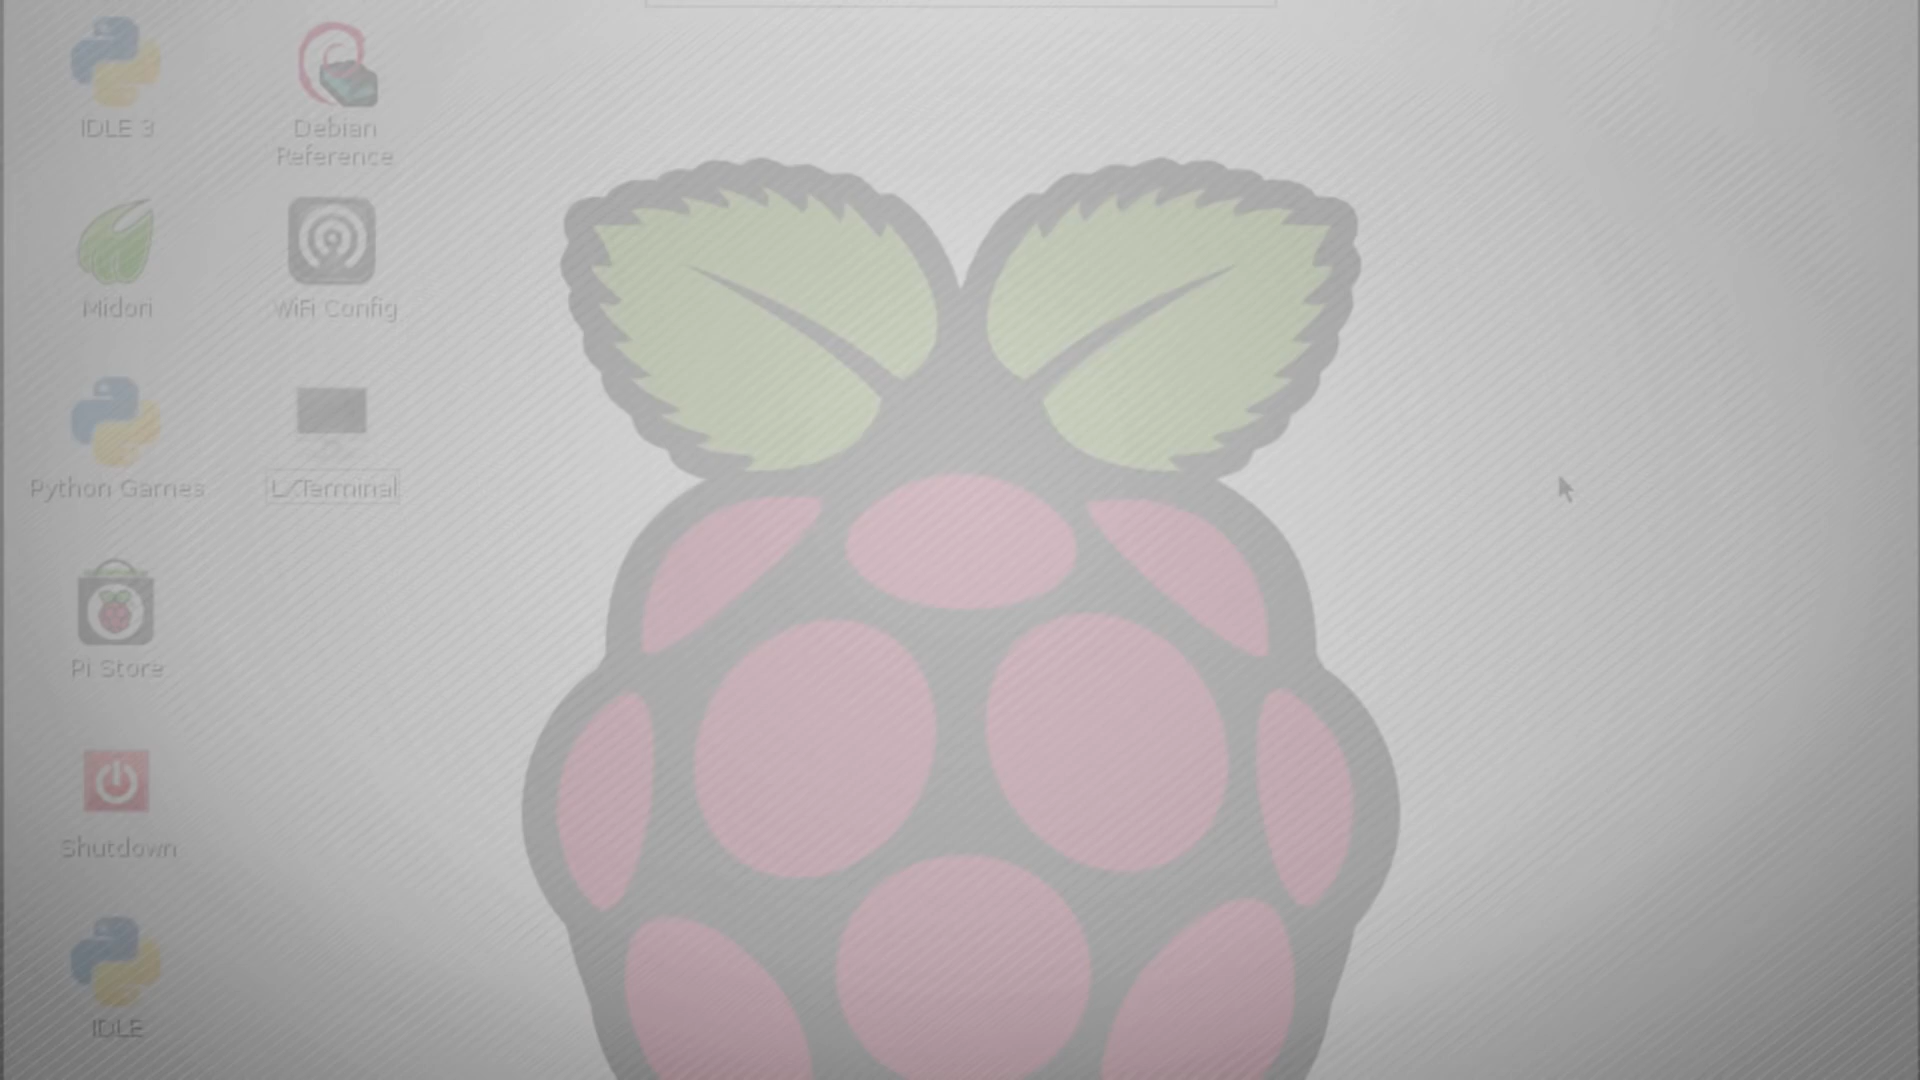 IDLE 3
Debian
Reference
Midori
WiFi Config
Python Games
LXTerminal
Pi Store
Shutdown
IDLE